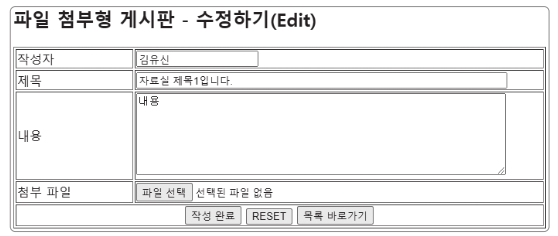 파일 첨부형 게시판 - 수정하기(Edit)
작성자 김유신
제목 자료실 제목1입니다.
내용 내용
첨부 파일 파일 선택 선택된 파일 없음
작성 완료 RESET 목록 바로가기